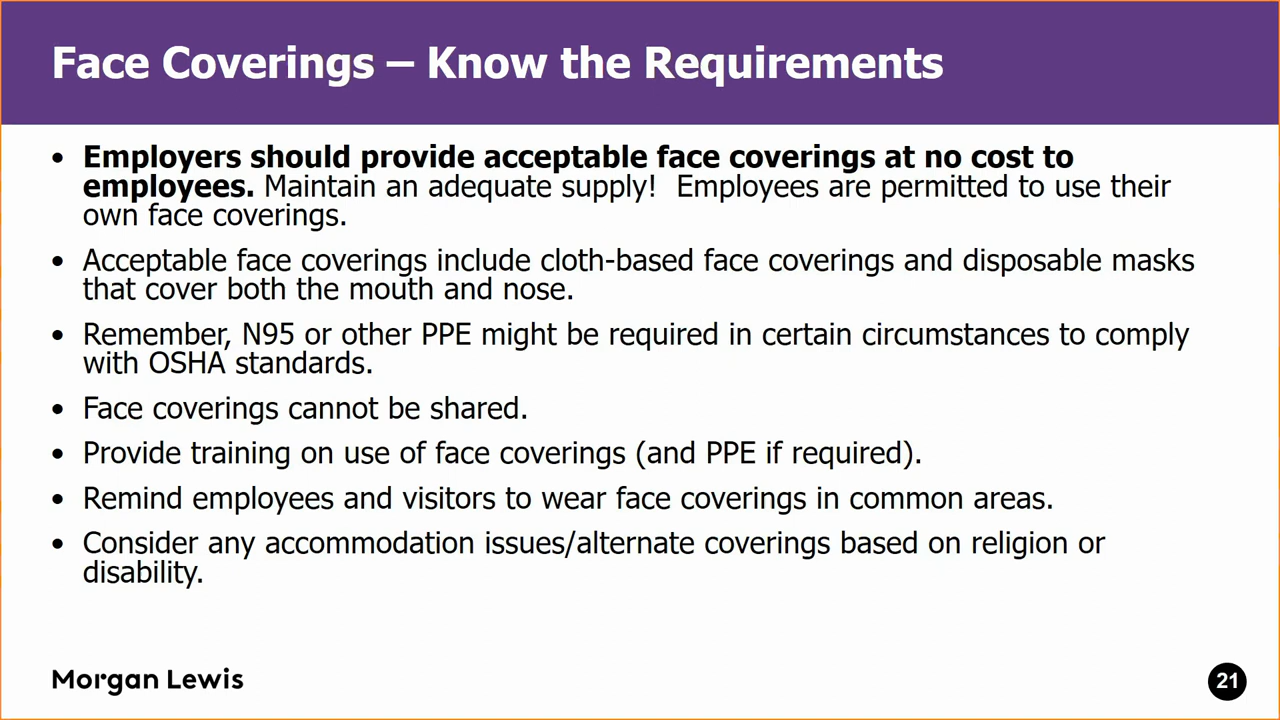 Face Coverings – Know the Requirements
• Employers should provide acceptable face coverings at no cost to
employees. Maintain an adequate supply!  Employees are permitted to use their
own face coverings.
• Acceptable face coverings include cloth-based face coverings and disposable masks
that cover both the mouth and nose.
• Remember, N95 or other PPE might be required in certain circumstances to comply
with OSHA standards.
• Face coverings cannot be shared.
• Provide training on use of face coverings (and PPE if required).
• Remind employees and visitors to wear face coverings in common areas.
• Consider any accommodation issues/alternate coverings based on religion or
disability.
Morgan Lewis
21